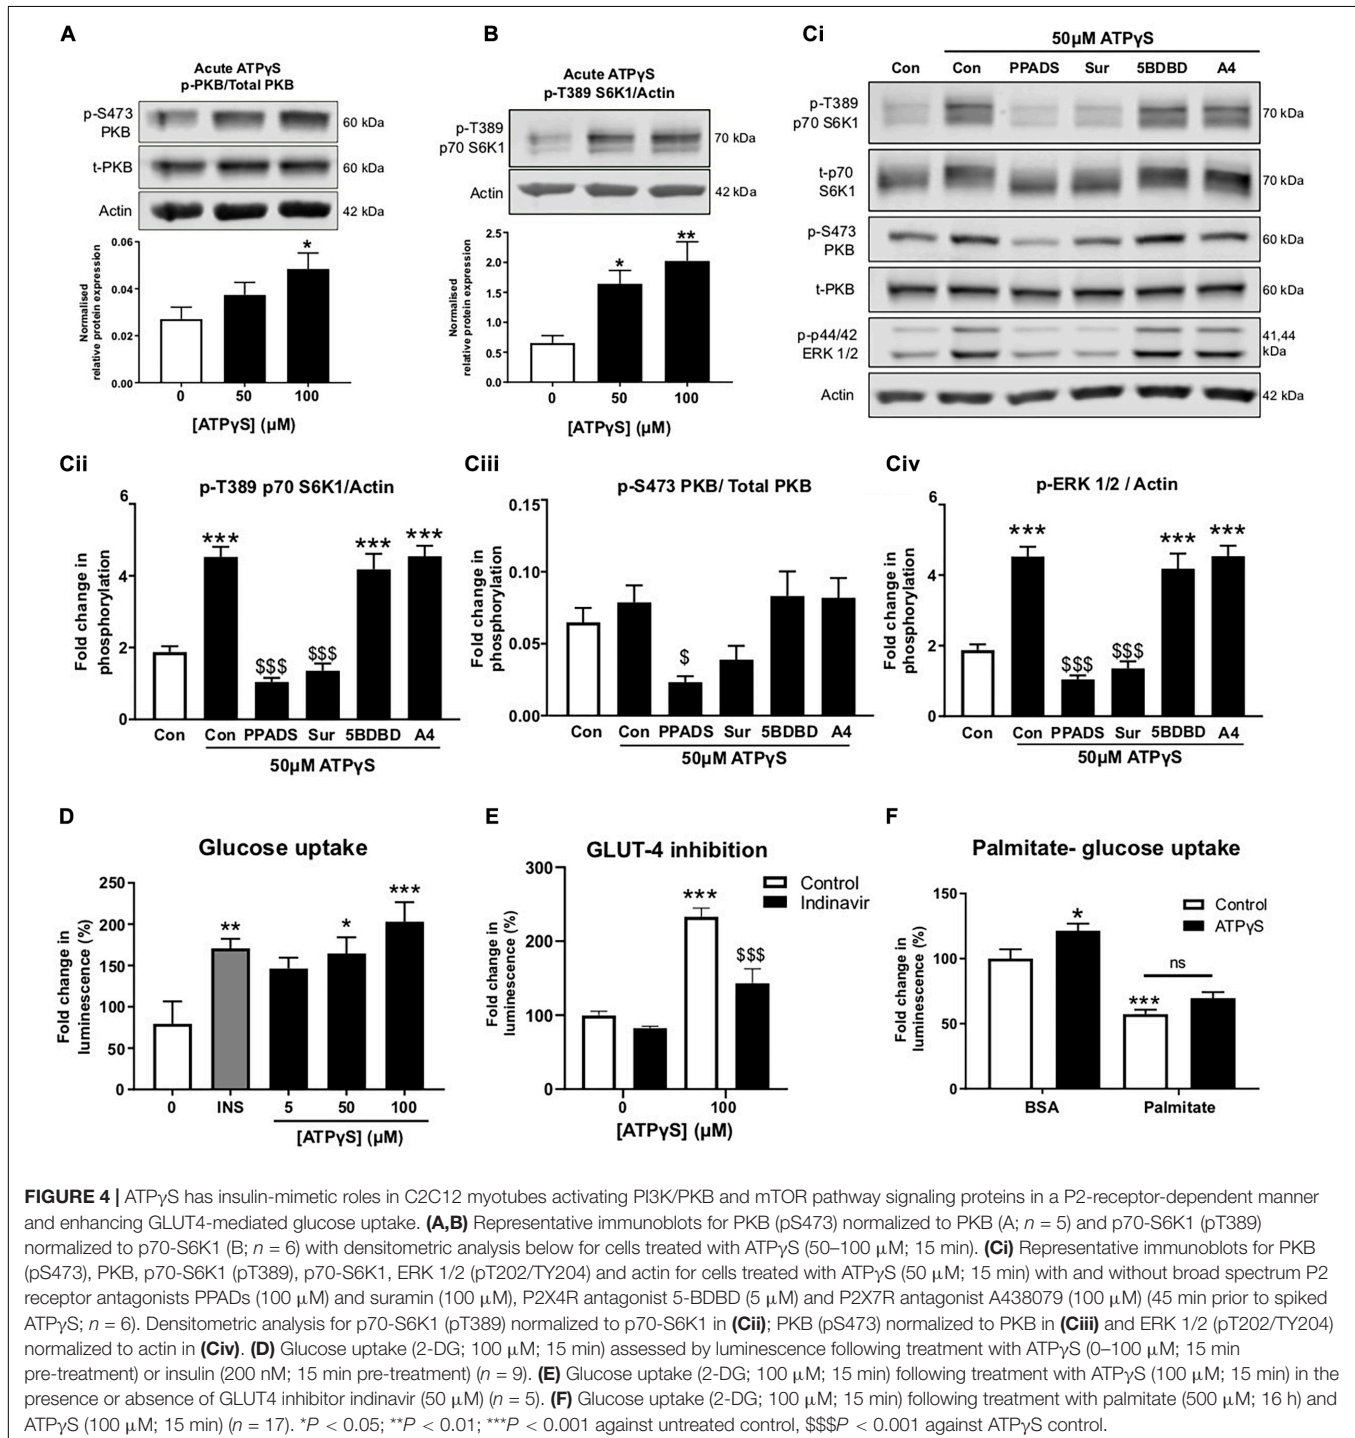 A
Acute ATPγS
p-PKB/Total PKB
p-S473
PKB
60 kDa
t-PKB
60 kDa
Actin
42 kDa
Normalised
relative protein expression
0.06
0.04
0.02
0.00
*
0
50
100
[ATPγS] (µM)
B
Acute ATPγS
p-T389 S6K1/Actin
p-T389
p70 S6K1
70 kDa
Actin
42 kDa
Normalised
relative protein expression
2.5
2.0
1.5
1.0
0.5
0.0
*
**
0
50
100
[ATPγS] (µM)
Ci
50µM ATPγS
Con Con PPADS Sur 5BDBD A4
p-T389
p70 S6K1
70 kDa
t-p70
S6K1
70 kDa
p-S473
PKB
60 kDa
t-PKB
60 kDa
p-p44/42
ERK 1/2
41,44
kDa
Actin
42 kDa
Cii
p-T389 p70 S6K1/Actin
Fold change in
phosphorylation
6
4
2
0
***
$$$
$$$
***
***
Con Con PPADS Sur 5BDBD A4
50µM ATPγS
Ciii
p-S473 PKB/ Total PKB
Fold change in
phosphorylation
0.15
0.10
0.05
0.00
$
Con Con PPADS Sur 5BDBD A4
50µM ATPγS
Civ
p-ERK 1/2 / Actin
Fold change in
phosphorylation
6
4
2
0
***
$$$
$$$
***
***
Con Con PPADS Sur 5BDBD A4
50µM ATPγS
D
Glucose uptake
Fold change in
luminescence (%)
250
200
150
100
50
0
**
*
***
0 INS 5 50 100
[ATPγS] (µM)
E
GLUT-4 inhibition
Fold change in
luminescence (%)
300
200
100
0
***
$$$
Control
Indinavir
0 100
[ATPγS] (µM)
F
Palmitate- glucose uptake
Fold change in
luminescence (%)
150
100
50
0
*
***
ns
Control
ATPγS
BSA Palmitate
FIGURE 4 | ATPγS has insulin-mimetic roles in C2C12 myotubes activating PI3K/PKB and mTOR pathway signaling proteins in a P2-receptor-dependent manner
and enhancing GLUT4-mediated glucose uptake. (A,B) Representative immunoblots for PKB (pS473) normalized to PKB (A; n = 5) and p70-S6K1 (pT389)
normalized to p70-S6K1 (B; n = 6) with densitometric analysis below for cells treated with ATPγS (50–100 µM; 15 min). (Ci) Representative immunoblots for PKB
(pS473), PKB, p70-S6K1 (pT389), p70-S6K1, ERK 1/2 (pT202/TY204) and actin for cells treated with ATPγS (50 µM; 15 min) with and without broad spectrum P2
receptor antagonists PPADs (100 µM) and suramin (100 µM), P2X4R antagonist 5-BDBD (5 µM) and P2X7R antagonist A438079 (100 µM) (45 min prior to spiked
ATPγS; n = 6). Densitometric analysis for p70-S6K1 (pT389) normalized to p70-S6K1 in (Cii); PKB (pS473) normalized to PKB in (Ciii) and ERK 1/2 (pT202/TY204)
normalized to actin in (Civ). (D) Glucose uptake (2-DG; 100 µM; 15 min) assessed by luminescence following treatment with ATPγS (0–100 µM; 15 min
pre-treatment) or insulin (200 nM; 15 min pre-treatment) (n = 9). (E) Glucose uptake (2-DG; 100 µM; 15 min) following treatment with ATPγS (100 µM; 15 min) in the
presence or absence of GLUT4 inhibitor indinavir (50 µM) (n = 5). (F) Glucose uptake (2-DG; 100 µM; 15 min) following treatment with palmitate (500 µM; 16 h) and
ATPγS (100 µM; 15 min) (n = 17). *P < 0.05; **P < 0.01; ***P < 0.001 against untreated control, $$$P < 0.001 against ATPγS control.